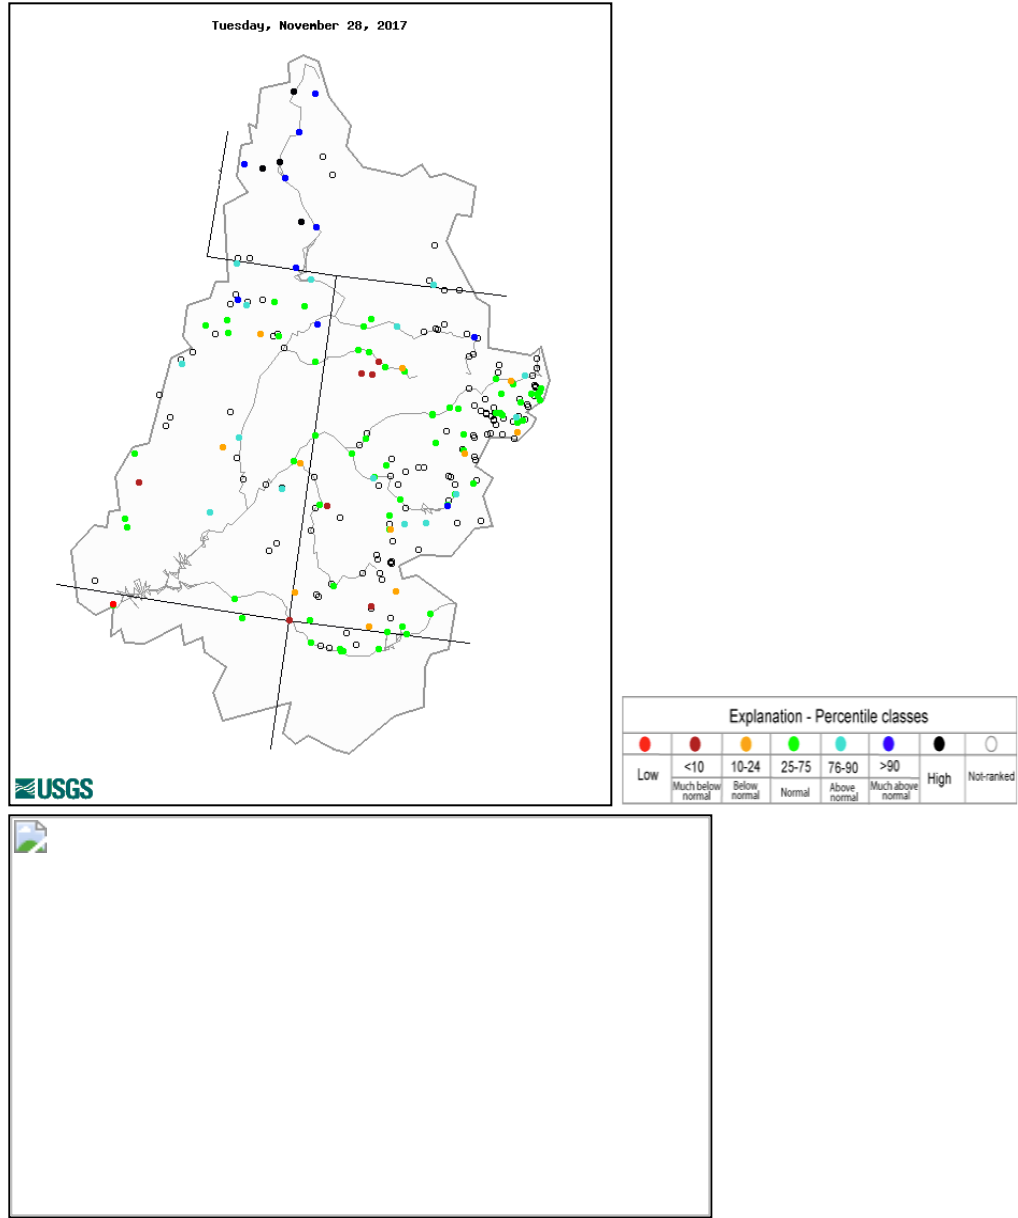 Tuesday, November 28, 2017
USGS
Explanation - Percentile classes
Low
<10
10-24
25-75
76-90
>90
High
Not-ranked
Much below
normal
Below
normal
Normal
Above
normal
Much above
normal